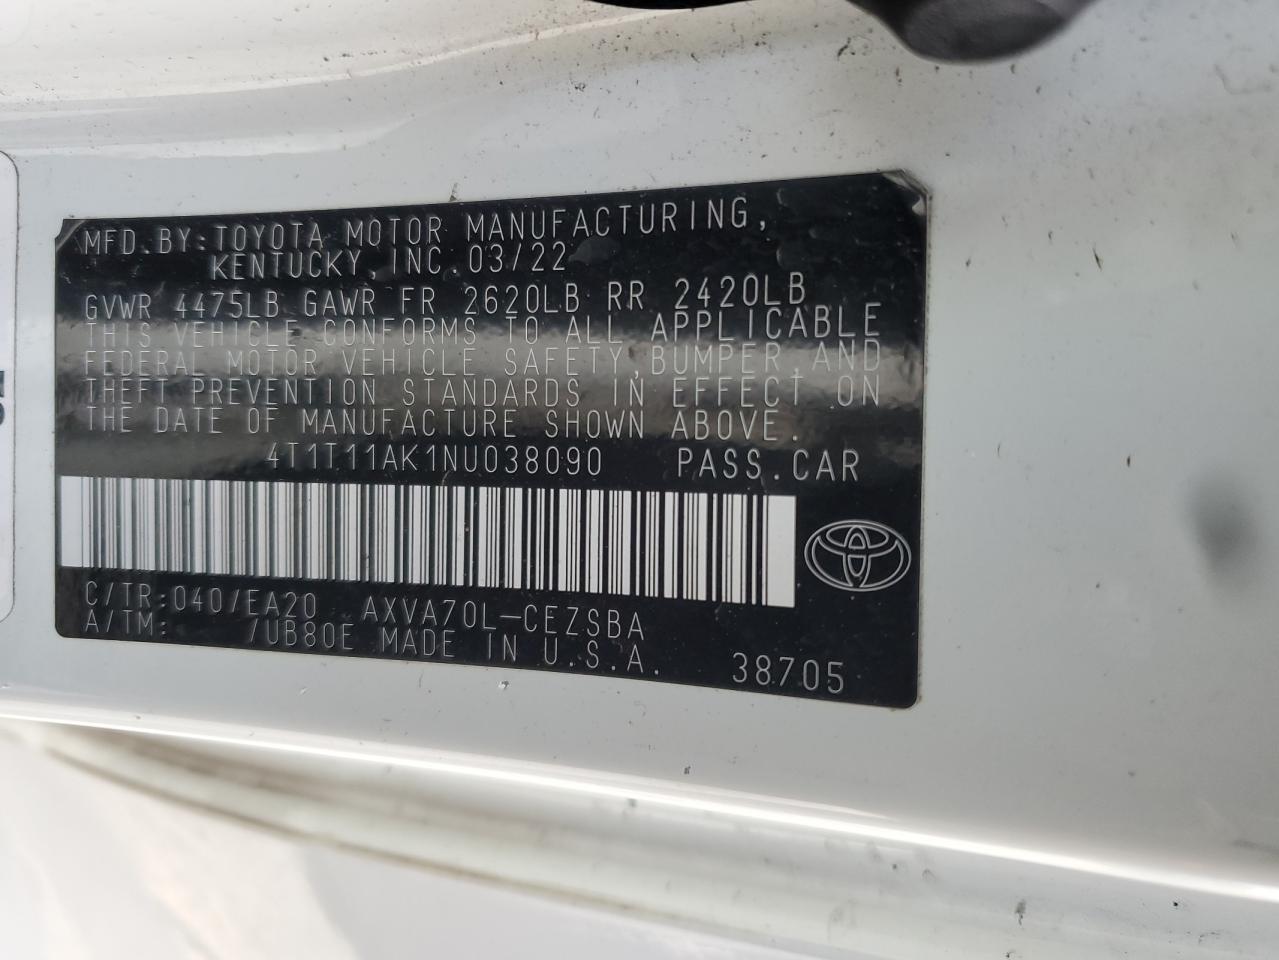 MFD.BY:TOYOTA MOTOR MANUFACTURING,
KENTUCKY,INC.03/22
GVWR 4475LB GAWR FR 2620LB RR 2420LB
THIS VEHICLE CONFORMS TO ALL APPLICABLE
FEDERAL MOTOR VEHICLE SAFETY,BUMPER,AND
THEFT PREVENTION STANDARDS IN EFFECT ON
THE DATE OF MANUFACTURE SHOWN ABOVE.
4T1T11AK1NU038090 PASS.CAR
C/TR:040/EA20 AXVA70L-CEZSBA
A/TM: /UB80E MADE IN U.S.A. 38705